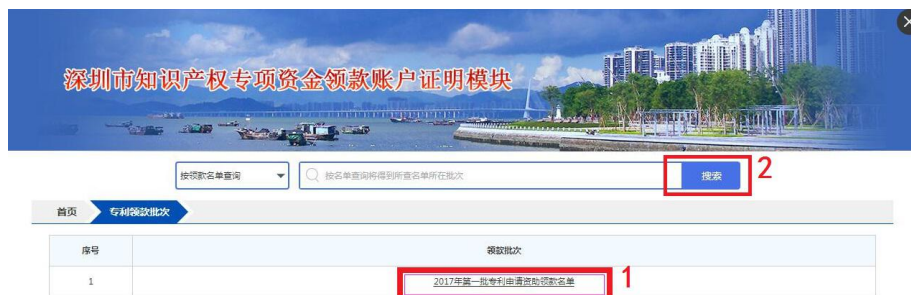 深圳市知识产权专项资金领款账户证明模块
按领款名单查询
按名单查询将得到所查名单所在批次
搜索
2
首页
专利领款批次
序号
领款批次
1
2017年第一批专利申请资助领款名单
1